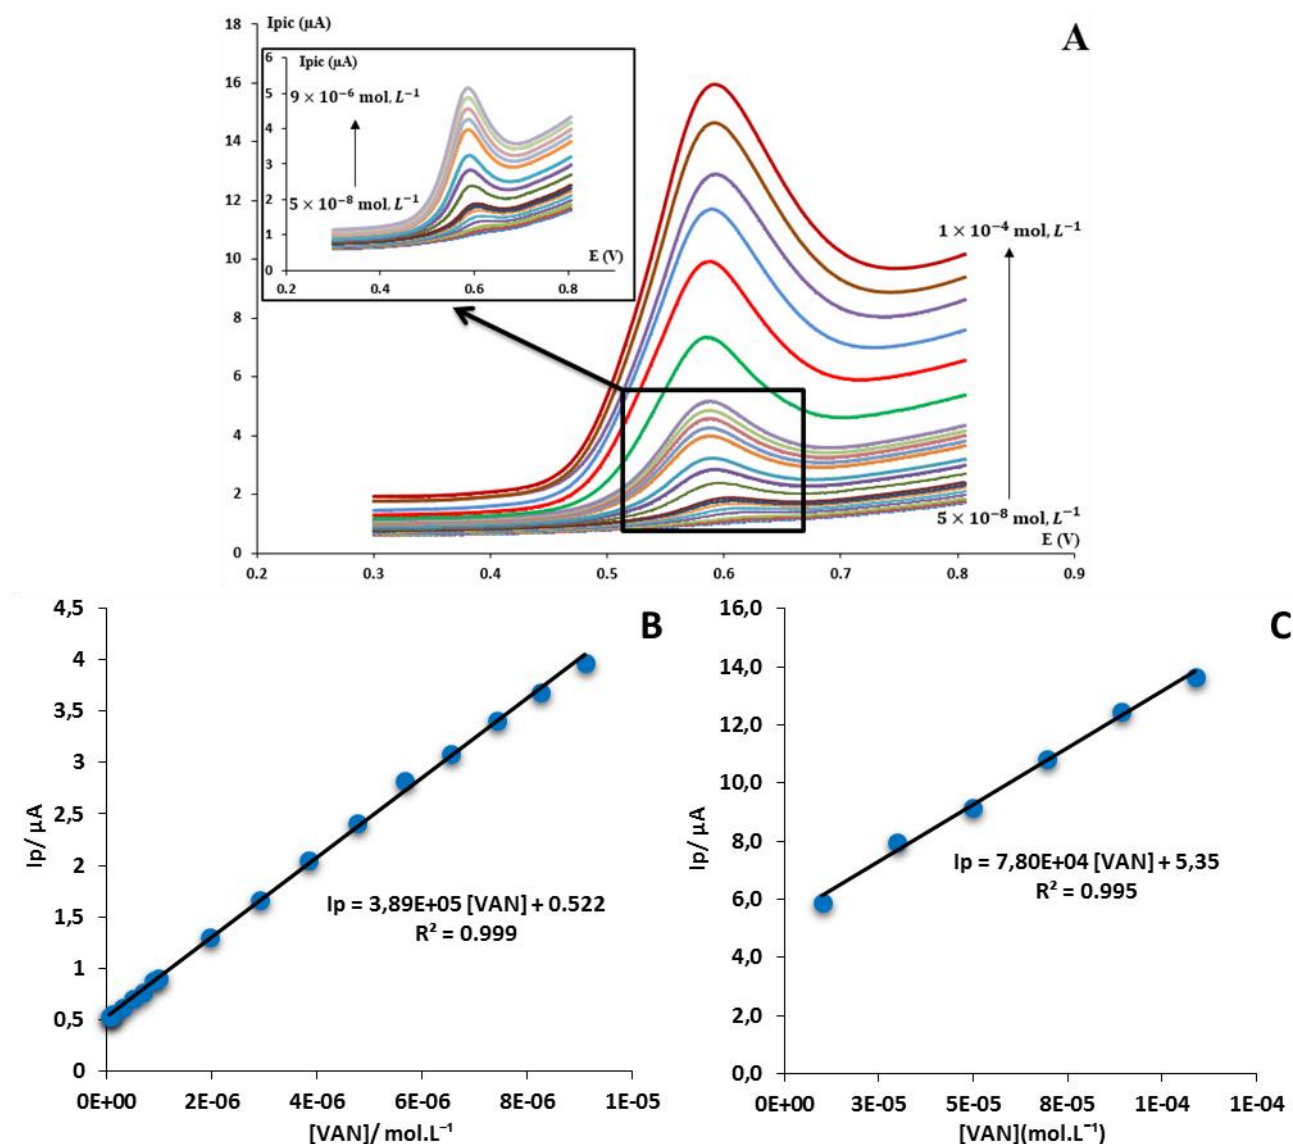 Ipic (µA)
A
18
16
14
12
10
8
6
4
2
0
0.2 0.3 0.4 0.5 0.6 0.7 0.8 0.9
E (V)
1 × 10⁻⁴ mol, L⁻¹
5 × 10⁻⁸ mol, L⁻¹
Ipic (µA)
6
5
4
3
2
1
0
9 × 10⁻⁶ mol, L⁻¹
5 × 10⁻⁸ mol, L⁻¹
E (V)
0.2 0.4 0.6 0.8
B
4,5
4
3,5
3
2,5
2
1,5
1
0,5
0
Ip/ µA
Ip = 3,89E+05 [VAN] + 0.522
R² = 0.999
0E+00 2E-06 4E-06 6E-06 8E-06 1E-05
[VAN]/ mol.L⁻¹
C
16,0
14,0
12,0
10,0
8,0
6,0
4,0
2,0
0,0
Ip/ µA
Ip = 7,80E+04 [VAN] + 5,35
R² = 0.995
0E+00 3E-05 5E-05 8E-05 1E-04 1E-04
[VAN](mol.L⁻¹)